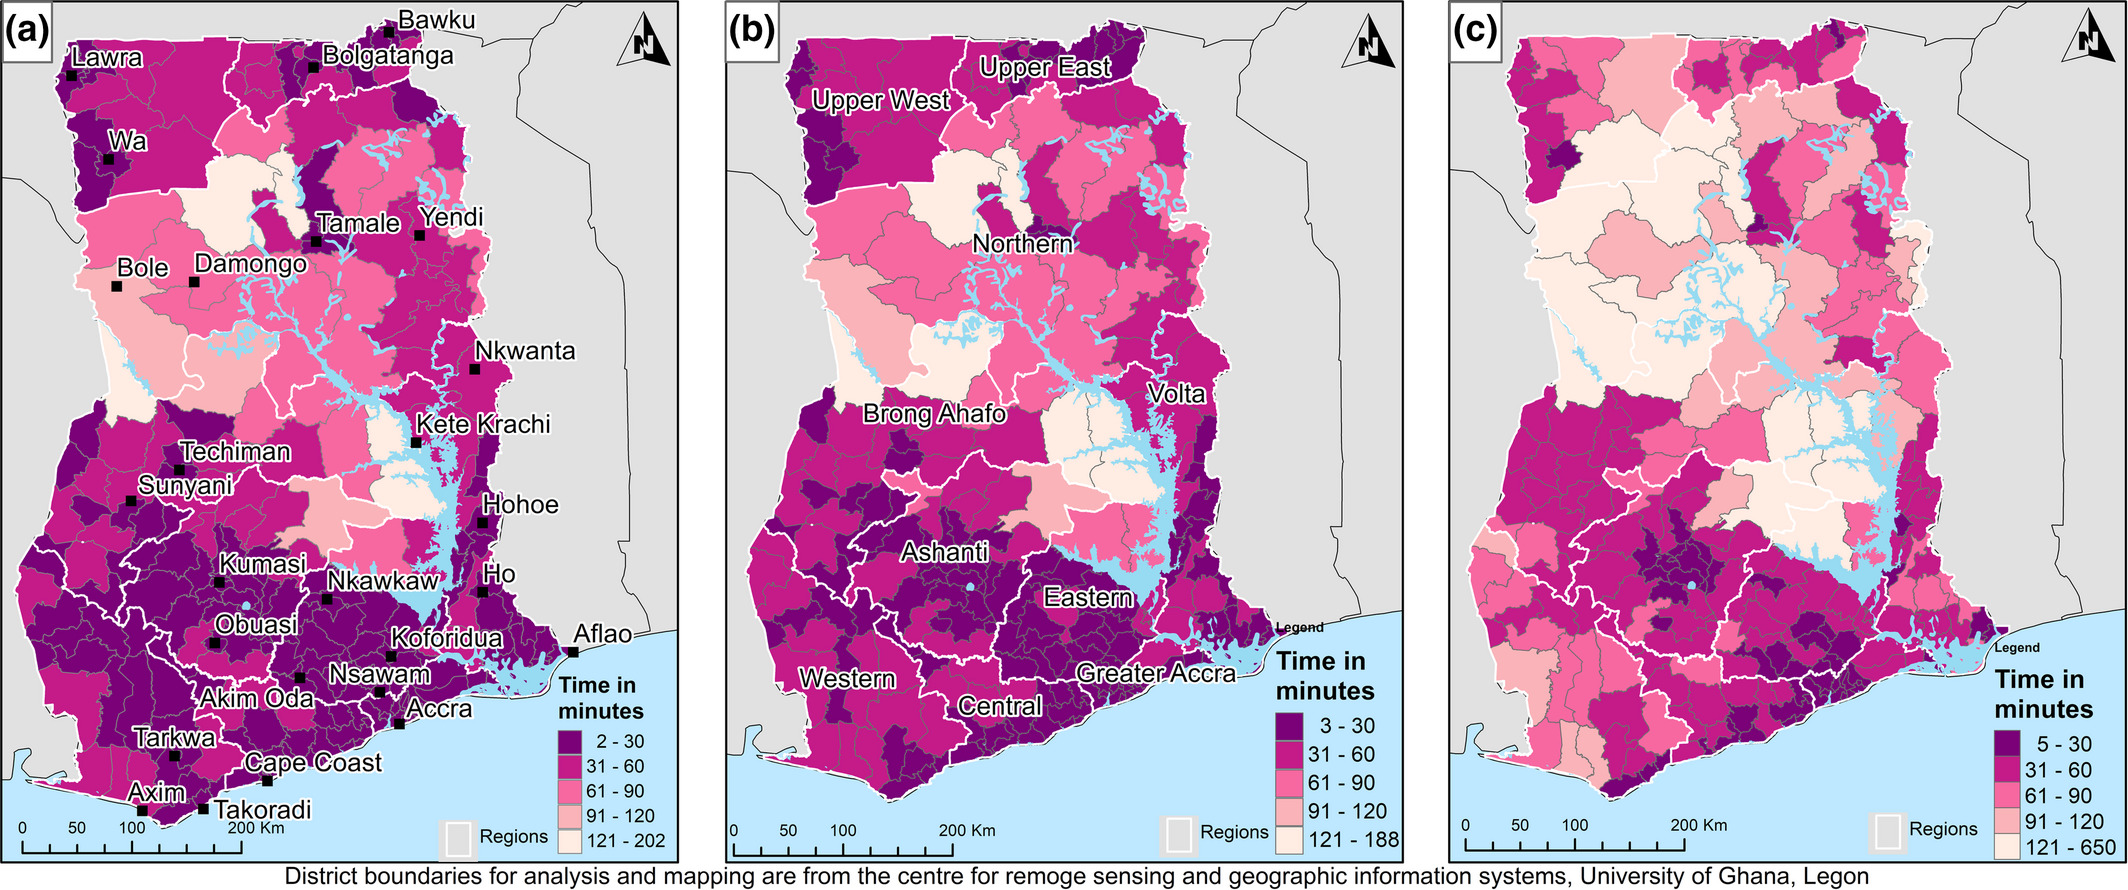 (a)
N
Bawku
Lawra
Bolgatanga
Wa
Tamale
Yendi
Bole
Damongo
Nkwanta
Kete Krachi
Techiman
Sunyani
Hohoe
Kumasi
Nkawkaw
Ho
Obuasi
Koforidua
Aflao
Nsawam
Akim Oda
Accra
Tarkwa
Cape Coast
Axim
Takoradi
Time in
minutes
2 - 30
31 - 60
61 - 90
91 - 120
121 - 202
0 50 100 200 Km
Regions
(b)
N
Upper East
Upper West
Northern
Volta
Brong Ahafo
Ashanti
Eastern
Western
Greater Accra
Central
Legend
Time in
minutes
3 - 30
31 - 60
61 - 90
91 - 120
121 - 188
0 50 100 200 Km
Regions
(c)
N
Legend
Time in
minutes
5 - 30
31 - 60
61 - 90
91 - 120
121 - 650
0 50 100 200 Km
Regions
District boundaries for analysis and mapping are from the centre for remoge sensing and geographic information systems, University of Ghana, Legon